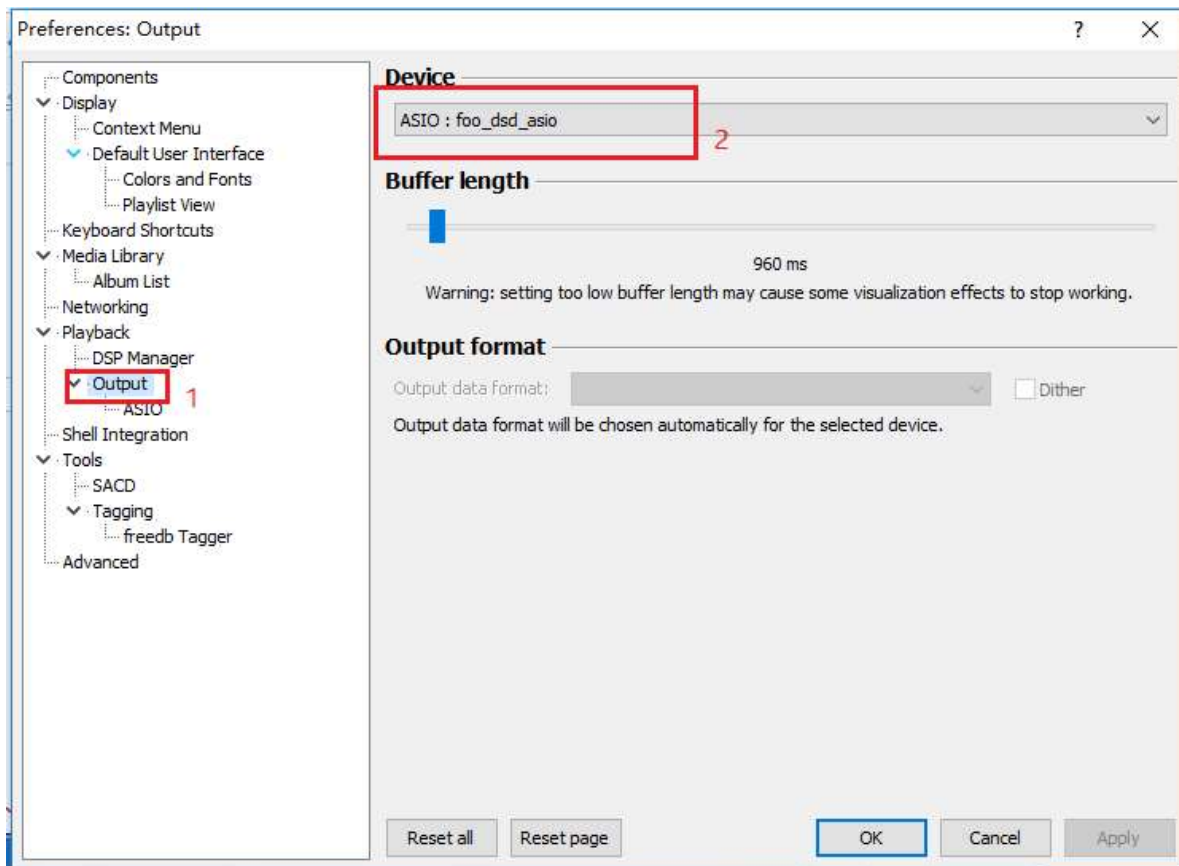 Preferences: Output
?
Components
Display
Context Menu
Default User Interface
Colors and Fonts
Playlist View
Keyboard Shortcuts
Media Library
Album List
Networking
Playback
DSP Manager
Output
1
ASIO
Shell Integration
Tools
SACD
Tagging
freedb Tagger
Advanced
Device
ASIO : foo_dsd_asio
2
Buffer length
960 ms
Warning: setting too low buffer length may cause some visualization effects to stop working.
Output format
Output data format:
Dither
Output data format will be chosen automatically for the selected device.
Reset all
Reset page
OK
Cancel
Apply